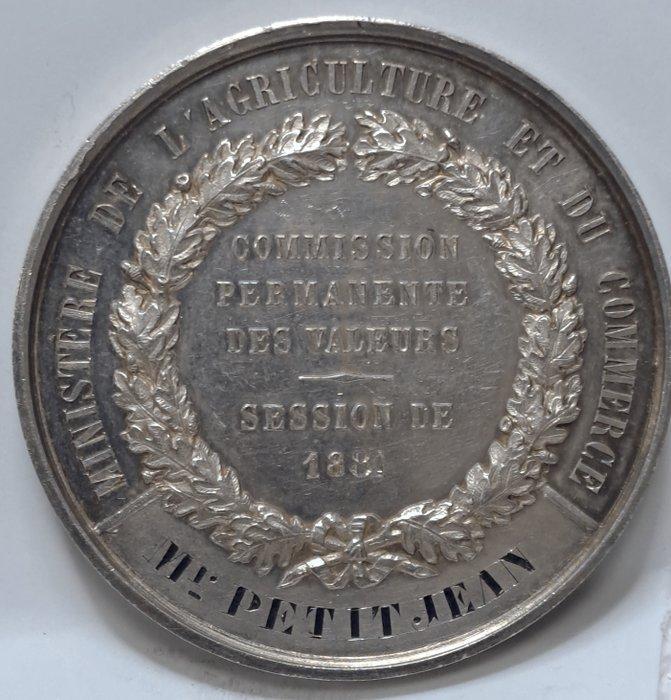 MINISTÈRE DE L'AGRICULTURE ET DU COMMERCE
COMMISSION
PERMANENTE
DES VALEURS
SESSION DE
1881
Mr. PETITJEAN